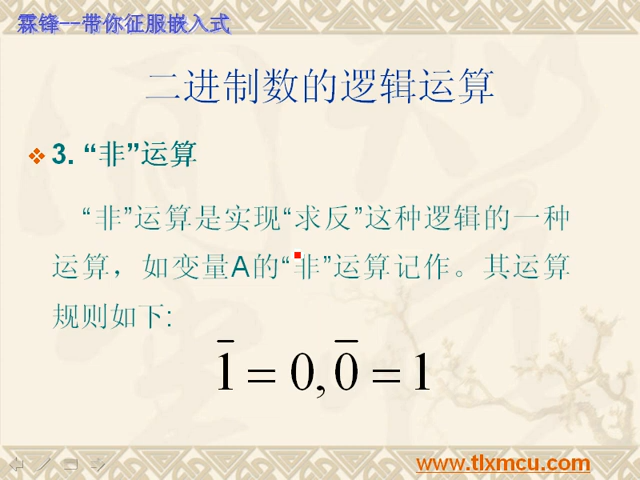 霖锋--带你征服嵌入式
二进制数的逻辑运算
3. “非”运算
“非”运算是实现“求反”这种逻辑的一种
运算，如变量A的“非”运算记作。其运算
规则如下:
1̅ = 0, 0̅ = 1
www.tlxmcu.com